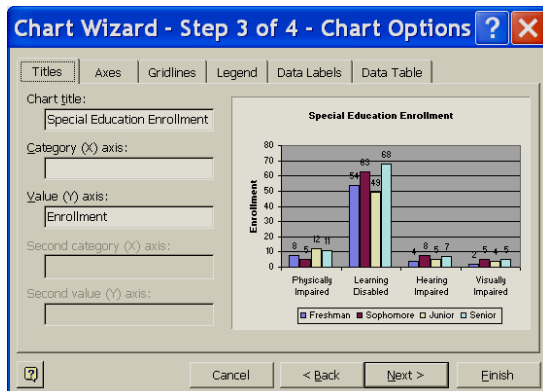 Chart Wizard - Step 3 of 4 - Chart Options ? X
Titles Axes Gridlines Legend Data Labels Data Table
Chart title:
Special Education Enrollment
Category (X) axis:
Value (Y) axis:
Enrollment
Second category (X) axis:
Second value (Y) axis:
Special Education Enrollment
Enrollment
80
70
60
50
40
30
20
10
0
8 5 12 11
54 63 49 68
4 8 5 7
2 5 4 5
Physically Impaired
Learning Disabled
Hearing Impaired
Visually Impaired
Freshman Sophomore Junior Senior
?
Cancel < Back Next > Finish